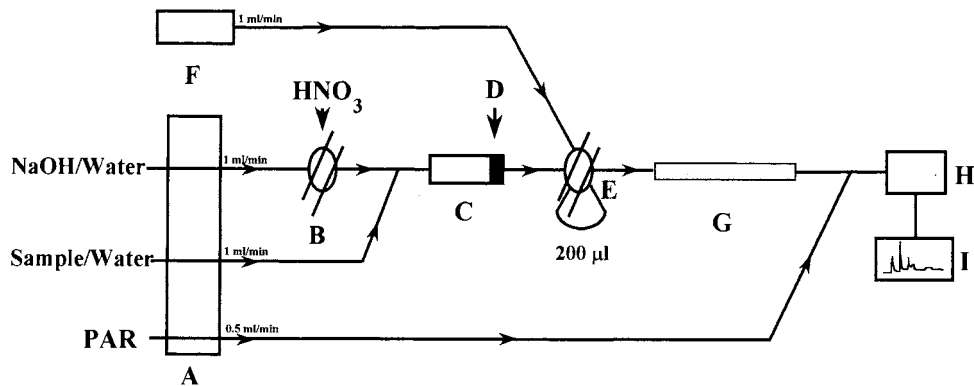 1 ml/min
F
HNO3
D
NaOH/Water
1 ml/min
B
C
E
G
H
200 µl
Sample/Water
1 ml/min
I
PAR
0.5 ml/min
A